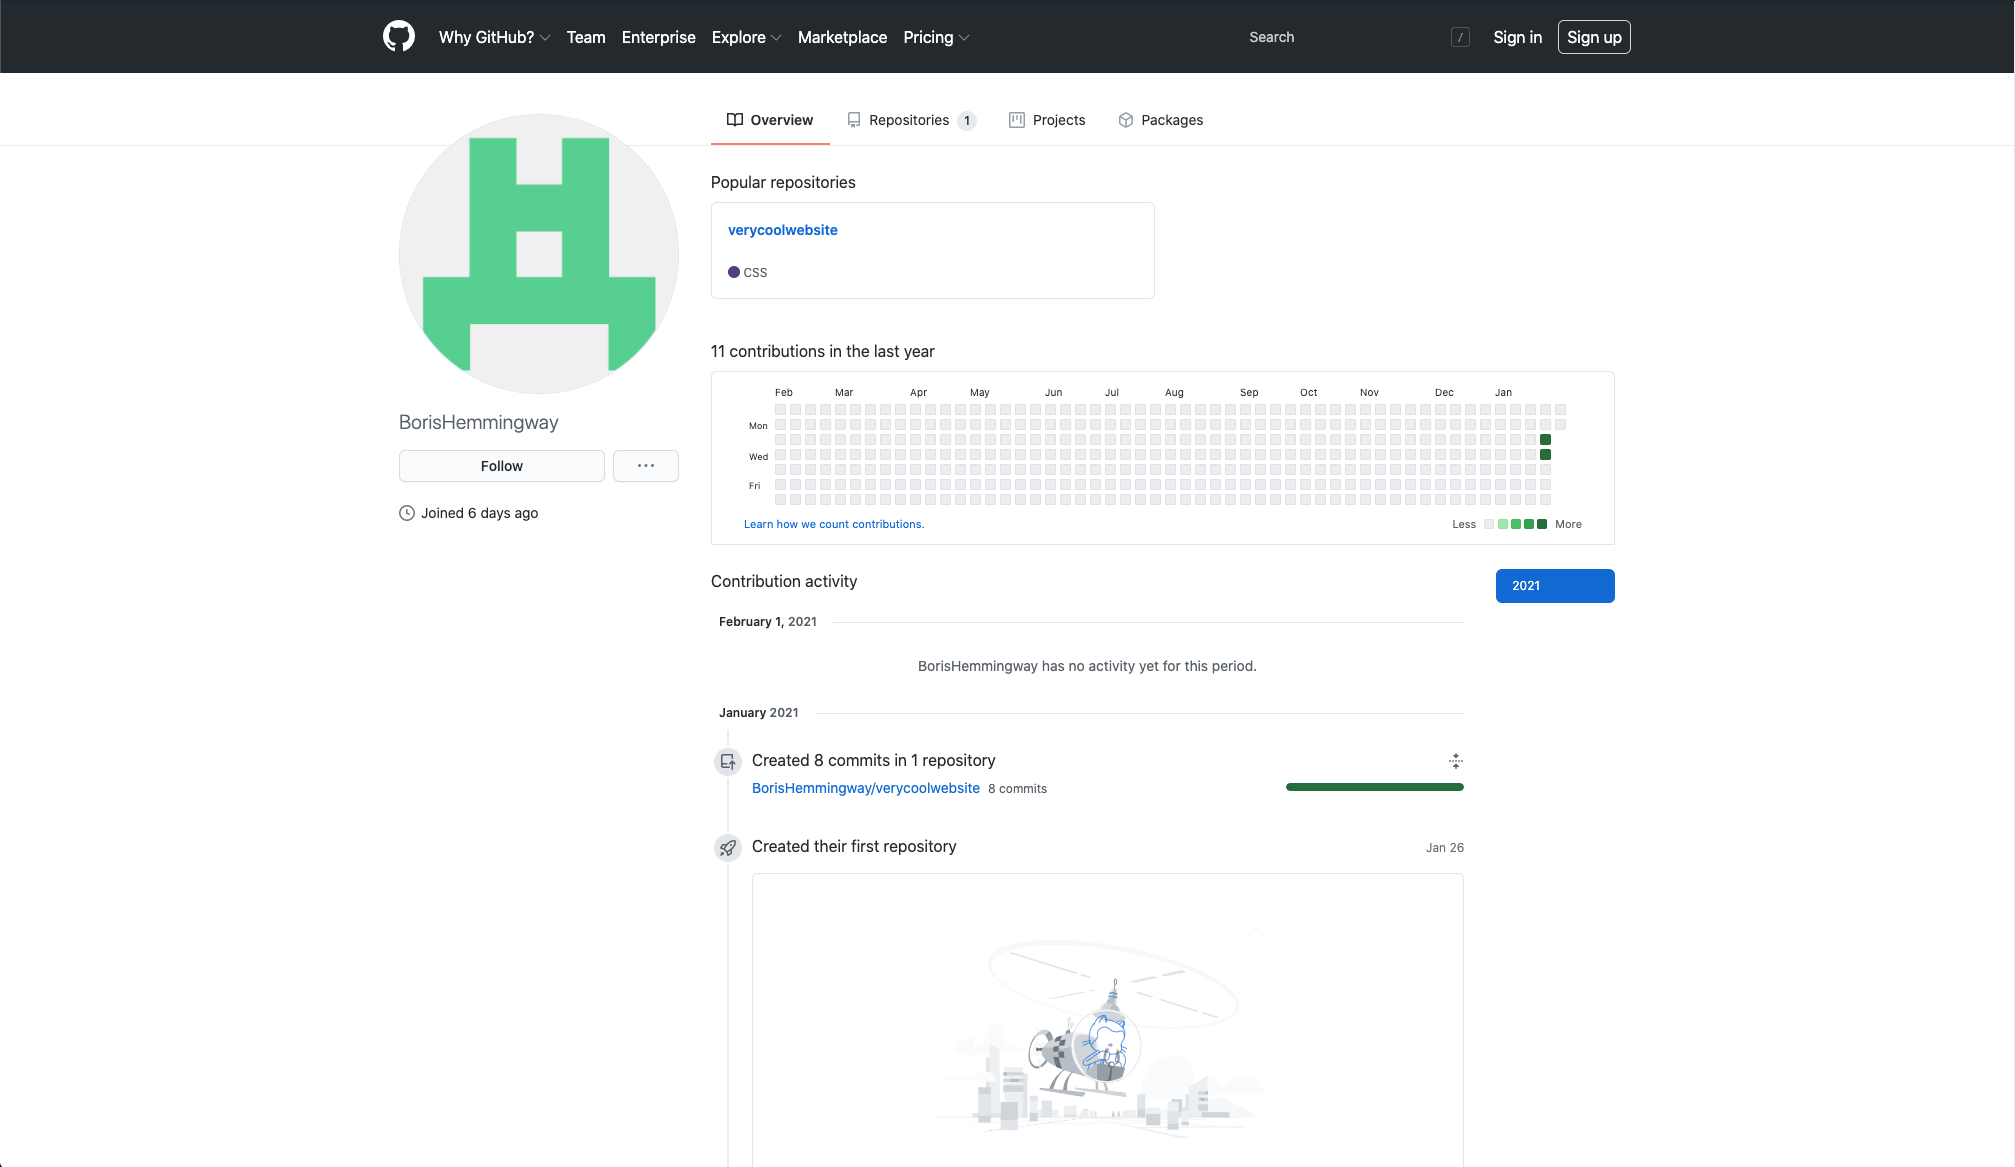 Why GitHub? Team Enterprise Explore Marketplace Pricing Search / Sign in Sign up
Overview Repositories 1 Projects Packages
Popular repositories
verycoolwebsite
CSS
11 contributions in the last year
Feb Mar Apr May Jun Jul Aug Sep Oct Nov Dec Jan
Mon
Wed
Fri
Learn how we count contributions. Less More
BorisHemmingway
Follow ...
Joined 6 days ago
Contribution activity
2021
February 1, 2021
BorisHemmingway has no activity yet for this period.
January 2021
Created 8 commits in 1 repository
BorisHemmingway/verycoolwebsite 8 commits
Created their first repository Jan 26